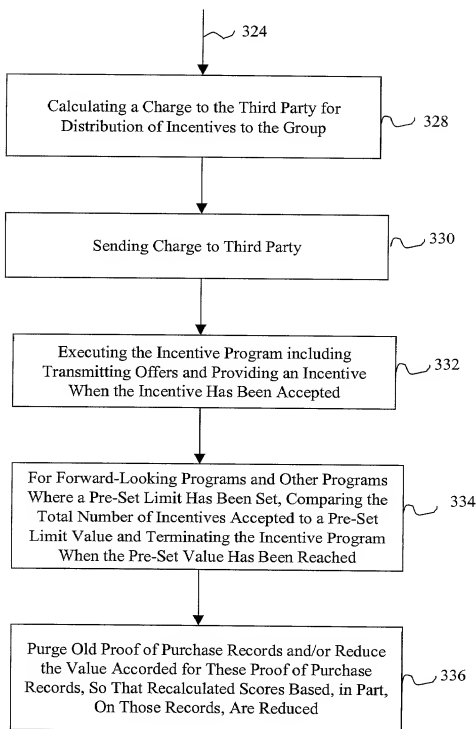 324
Calculating a Charge to the Third Party for
Distribution of Incentives to the Group
328
Sending Charge to Third Party
330
Executing the Incentive Program including
Transmitting Offers and Providing an Incentive
When the Incentive Has Been Accepted
332
For Forward-Looking Programs and Other Programs
Where a Pre-Set Limit Has Been Set, Comparing the
Total Number of Incentives Accepted to a Pre-Set
Limit Value and Terminating the Incentive Program
When the Pre-Set Value Has Been Reached
334
Purge Old Proof of Purchase Records and/or Reduce
the Value Accorded for These Proof of Purchase
Records, So That Recalculated Scores Based, in Part,
On Those Records, Are Reduced
336